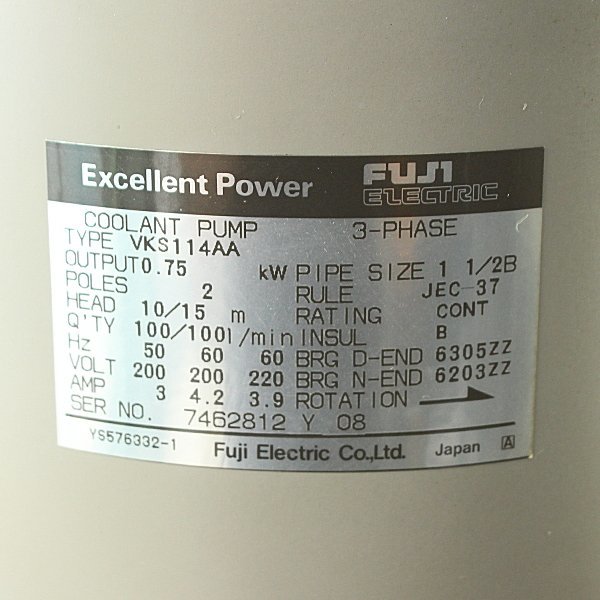 Excellent Power FUJI ELECTRIC
COOLANT PUMP 3-PHASE
TYPE VKS114AA
OUTPUT 0.75 kW PIPE SIZE 1 1/2B
POLES 2 RULE JEC-37
HEAD 10/15 m RATING CONT
Q'TY 100/100l/min INSUL B
Hz 50 60 60 BRG D-END 6305ZZ
VOLT 200 200 220 BRG N-END 6203ZZ
AMP 3 4.2 3.9 ROTATION
SER NO. 7462812 Y 08
YS576332-1 Fuji Electric Co.,Ltd. Japan A